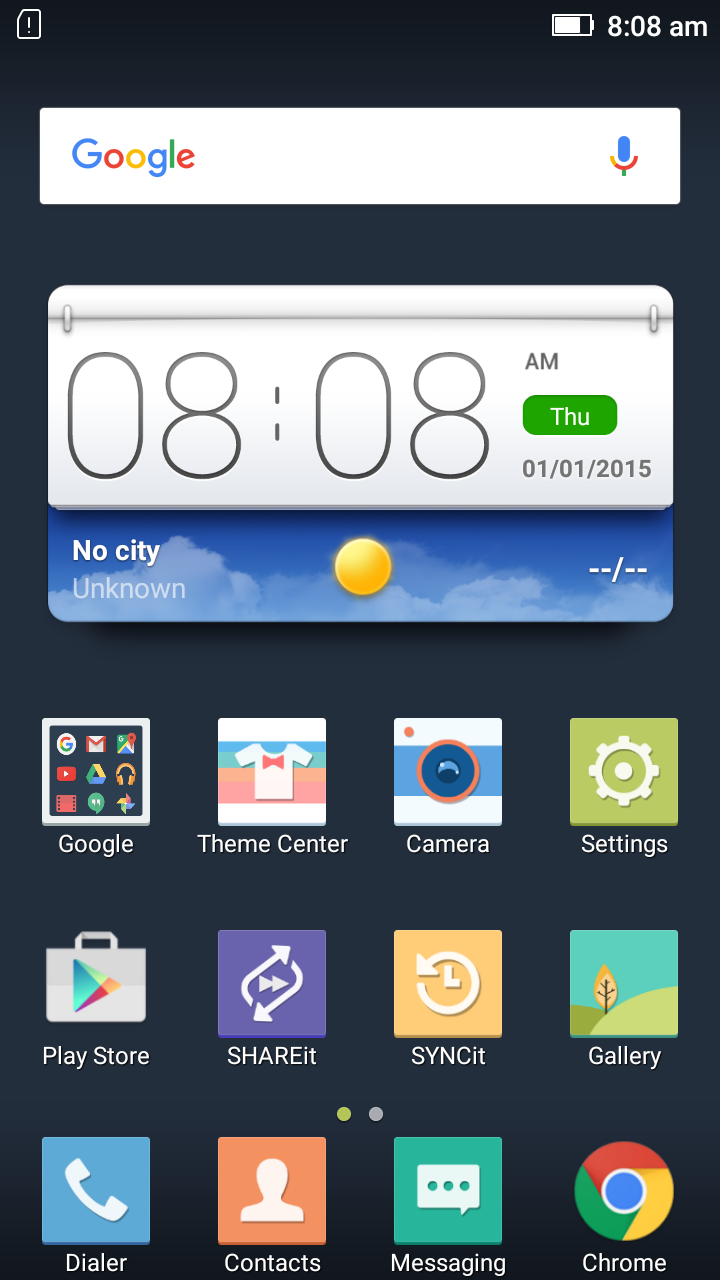 8:08 am
Google
08:08
AM
Thu
01/01/2015
No city
Unknown
--/--
Google
Theme Center
Camera
Settings
Play Store
SHAREit
SYNCit
Gallery
Dialer
Contacts
Messaging
Chrome